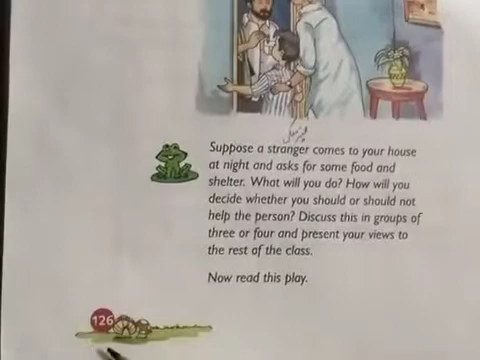 Suppose a stranger comes to your house
at night and asks for some food and
shelter. What will you do? How will you
decide whether you should or should not
help the person? Discuss this in groups of
three or four and present your views to
the rest of the class.
Now read this play.
126